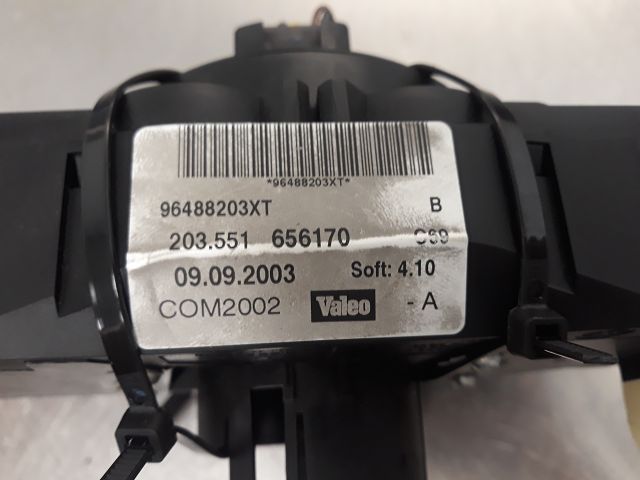 *96488203XT*
96488203XT B
203.551 656170
09.09.2003 Soft: 4.10
COM2002 Valeo - A